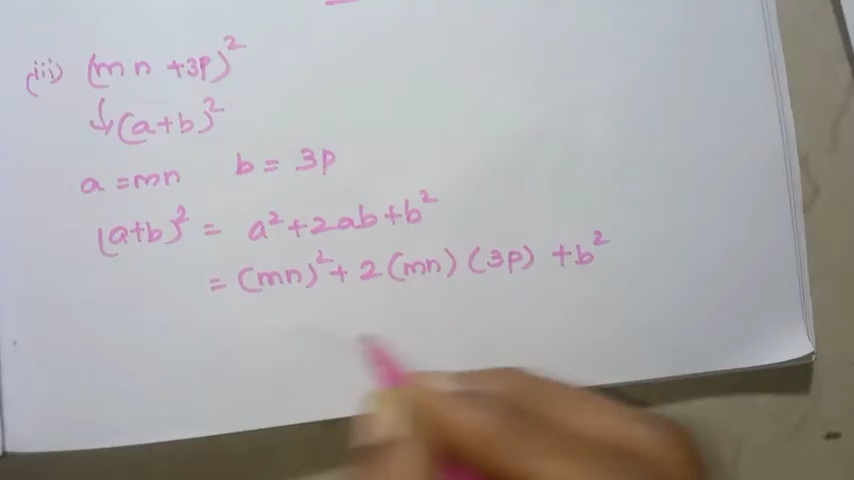 (iii) (mn +3p)²
↓(a+b)²
a = mn b = 3p
(a+b)² = a²+2ab+b²
= (mn)²+ 2(mn)(3p) +b²